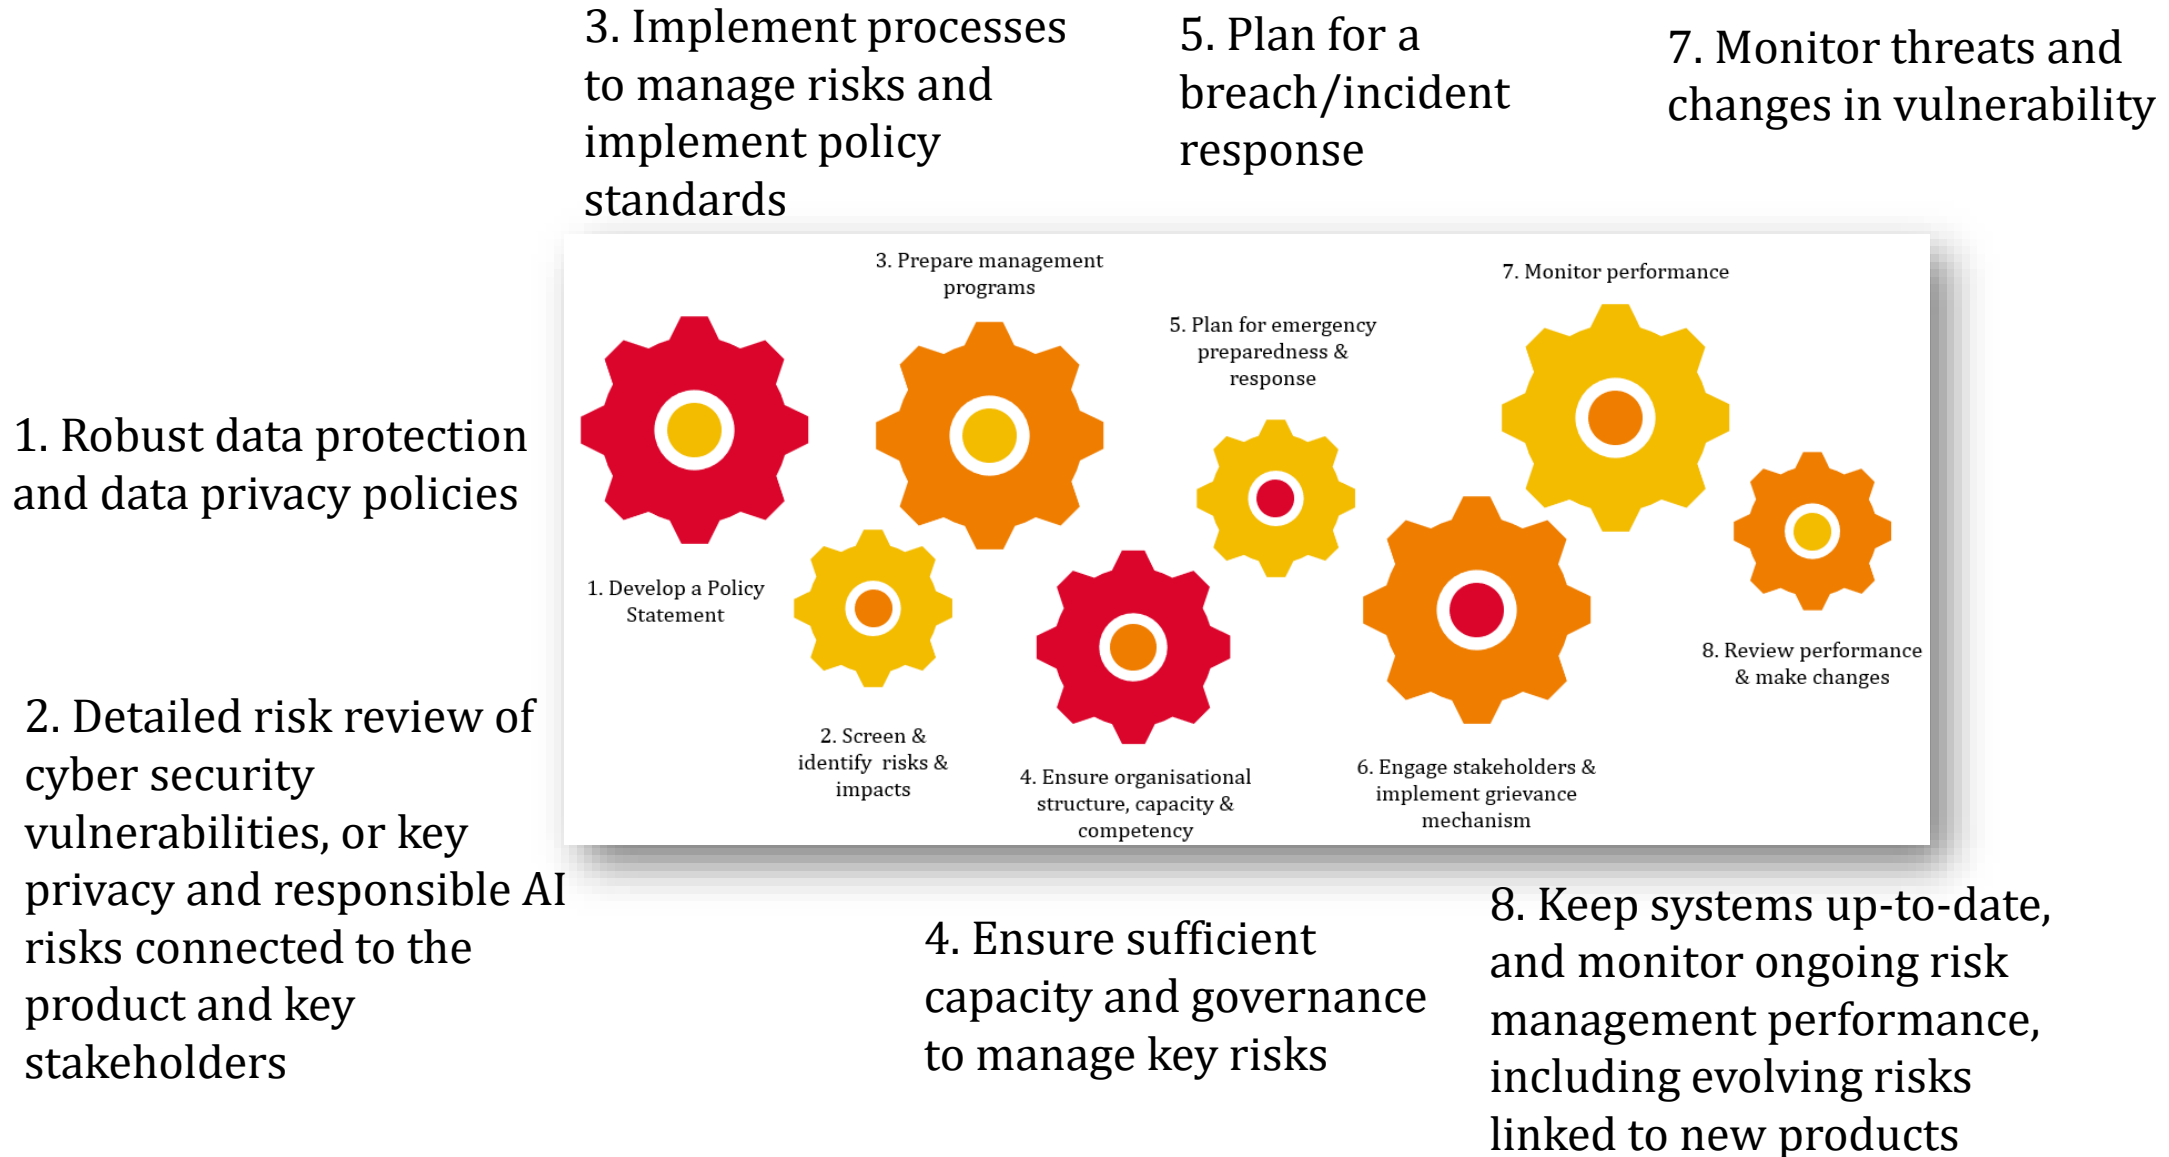 3. Implement processes
to manage risks and
implement policy
standards
5. Plan for a
breach/incident
response
7. Monitor threats and
changes in vulnerability
1. Robust data protection
and data privacy policies
2. Detailed risk review of
cyber security
vulnerabilities, or key
privacy and responsible AI
risks connected to the
product and key
stakeholders
3. Prepare management
programs
7. Monitor performance
5. Plan for emergency
preparedness &
response
1. Develop a Policy
Statement
2. Screen &
identify risks &
impacts
4. Ensure organisational
structure, capacity &
competency
6. Engage stakeholders &
implement grievance
mechanism
8. Review performance
& make changes
4. Ensure sufficient
capacity and governance
to manage key risks
8. Keep systems up-to-date,
and monitor ongoing risk
management performance,
including evolving risks
linked to new products